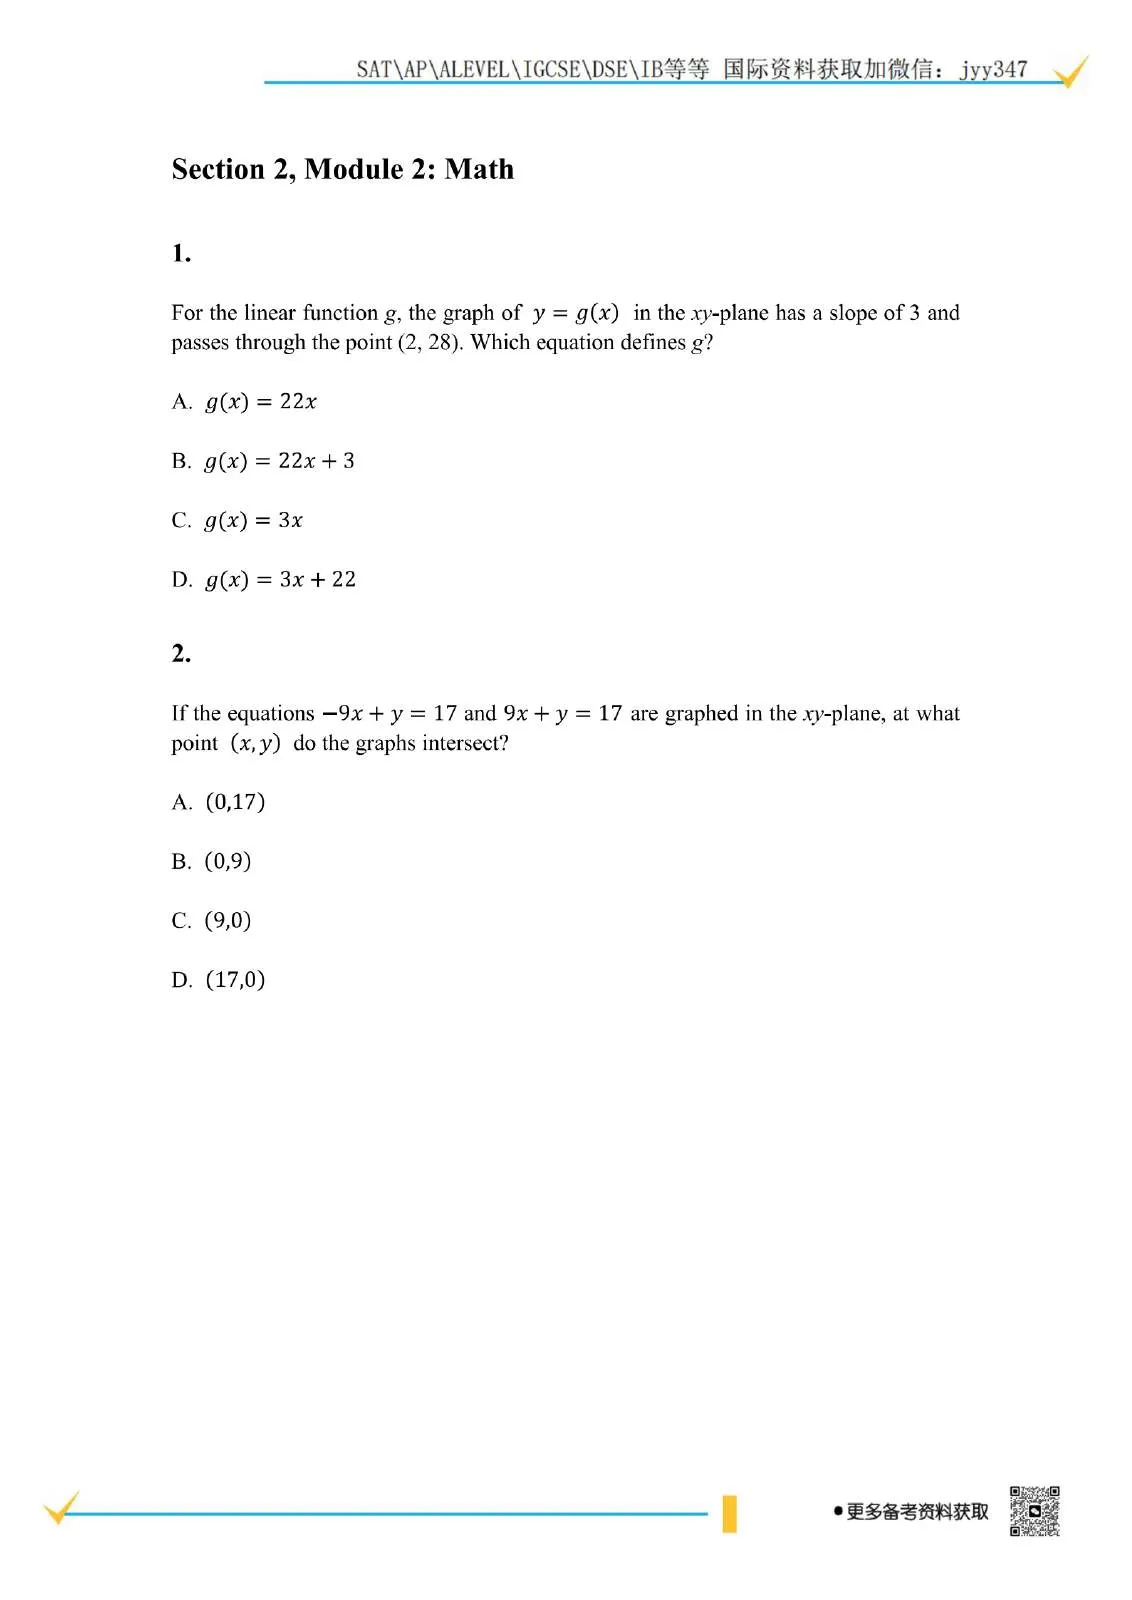 SAT\AP\ALEVEL\IGCSE\DSE\IB等等 国际资料获取加微信：jyy347
Section 2, Module 2: Math
1.
For the linear function g, the graph of y = g(x) in the xy-plane has a slope of 3 and
passes through the point (2, 28). Which equation defines g?
A. g(x) = 22x
B. g(x) = 22x + 3
C. g(x) = 3x
D. g(x) = 3x + 22
2.
If the equations −9x + y = 17 and 9x + y = 17 are graphed in the xy-plane, at what
point (x, y) do the graphs intersect?
A. (0,17)
B. (0,9)
C. (9,0)
D. (17,0)
•更多备考资料获取